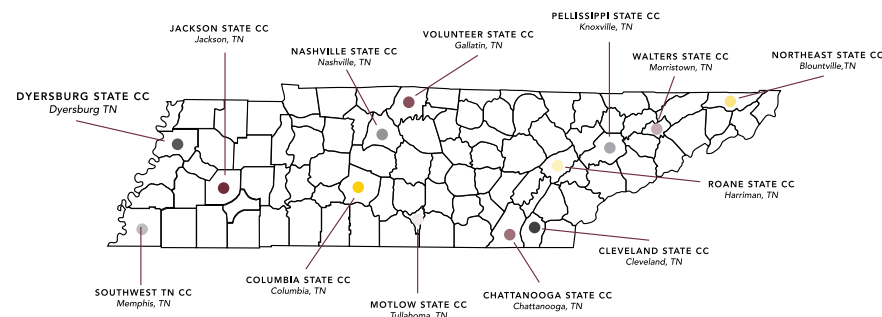 PELLISSIPPI STATE CC
Knoxville, TN
JACKSON STATE CC
Jackson, TN
VOLUNTEER STATE CC
Gallatin, TN
NASHVILLE STATE CC
Nashville, TN
WALTERS STATE CC
Morristown, TN
NORTHEAST STATE CC
Blountville,TN
DYERSBURG STATE CC
Dyersburg TN
ROANE STATE CC
Harriman, TN
CLEVELAND STATE CC
Cleveland, TN
COLUMBIA STATE CC
Columbia, TN
SOUTHWEST TN CC
Memphis, TN
CHATTANOOGA STATE CC
Chattanooga, TN
MOTLOW STATE CC
Tullahoma, TN